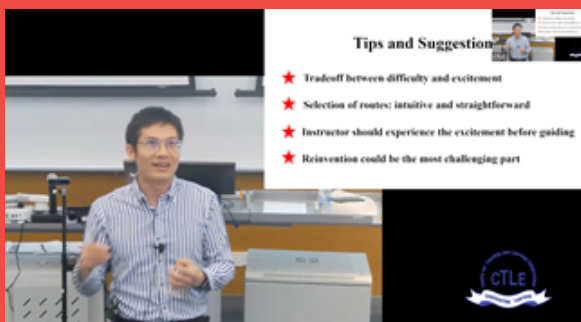 Tips and Suggestion
Tradeoff between difficulty and excitement
Selection of routes: intuitive and straightforward
Instructor should experience the excitement before guiding
Reinvention could be the most challenging part
CTLE